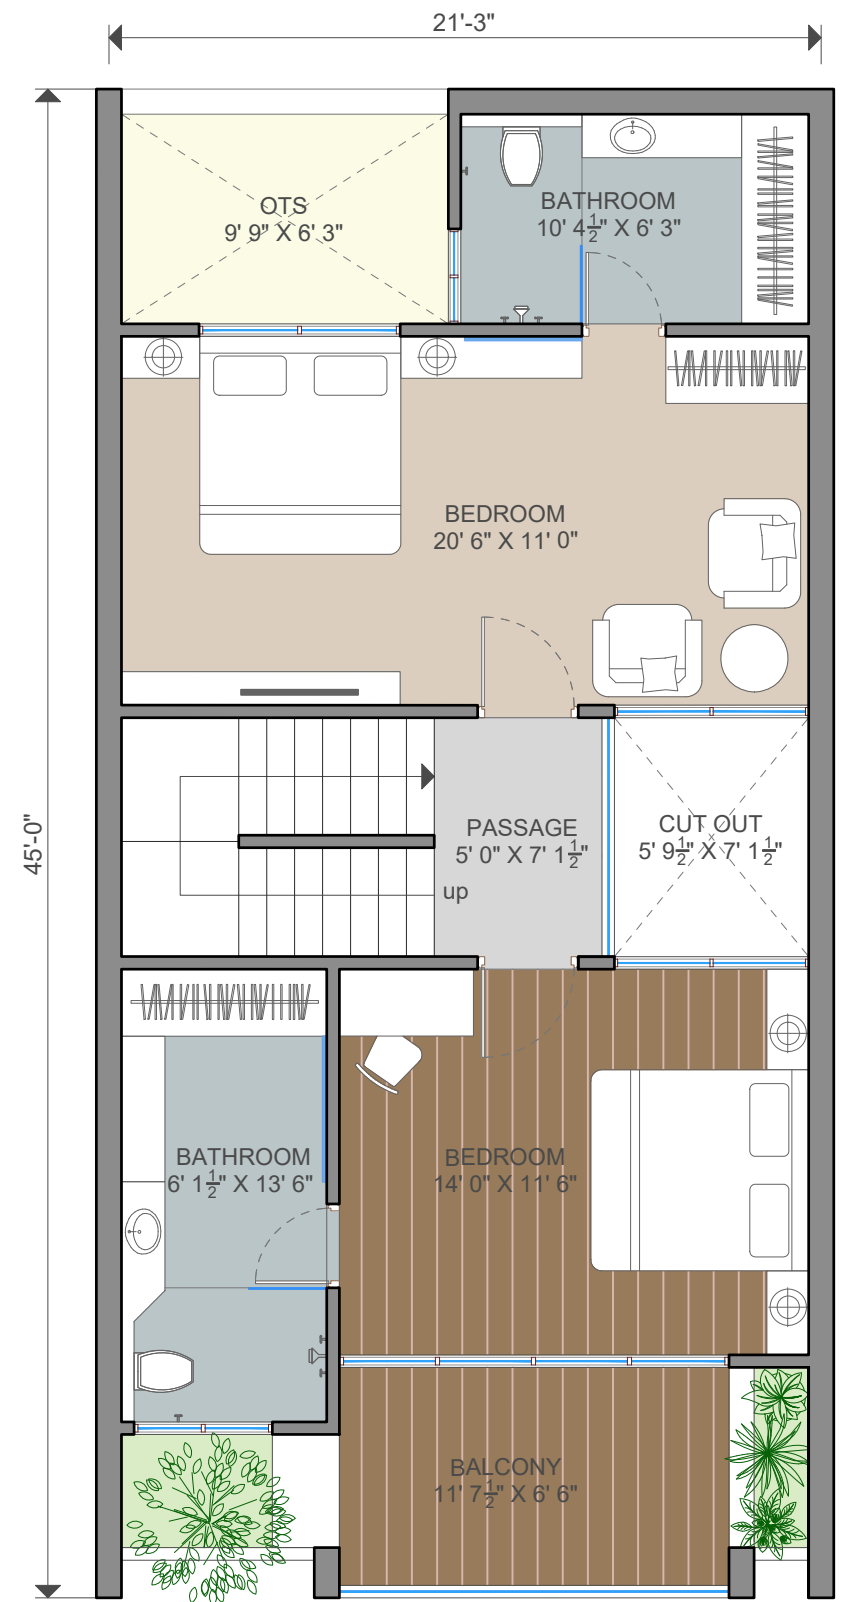 21'-3"
OTS
9' 9" X 6' 3"
BATHROOM
10' 4½" X 6' 3"
BEDROOM
20' 6" X 11' 0"
45'-0"
PASSAGE
5' 0" X 7' 1½"
CUT OUT
5' 9½" X 7' 1½"
up
BATHROOM
6' 1½" X 13' 6"
BEDROOM
14' 0" X 11' 6"
BALCONY
11' 7½" X 6' 6"